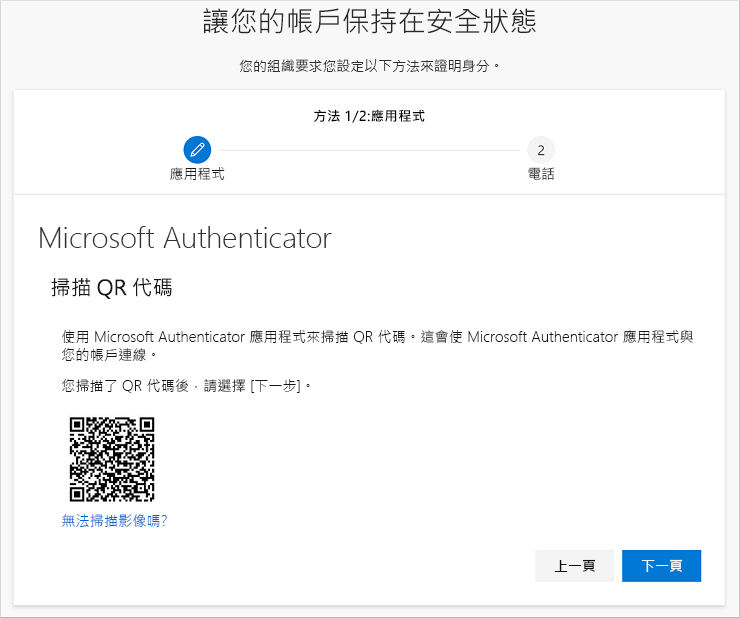 讓您的帳戶保持在安全狀態
您的組織要求您設定以下方法來證明身分。
方法 1/2:應用程式
2
應用程式
電話
Microsoft Authenticator
掃描 QR 代碼
使用 Microsoft Authenticator 應用程式來掃描 QR 代碼。這會使 Microsoft Authenticator 應用程式與
您的帳戶連線。
您掃描了 QR 代碼後，請選擇 [下一步]。
無法掃描影像嗎?
上一頁
下一頁